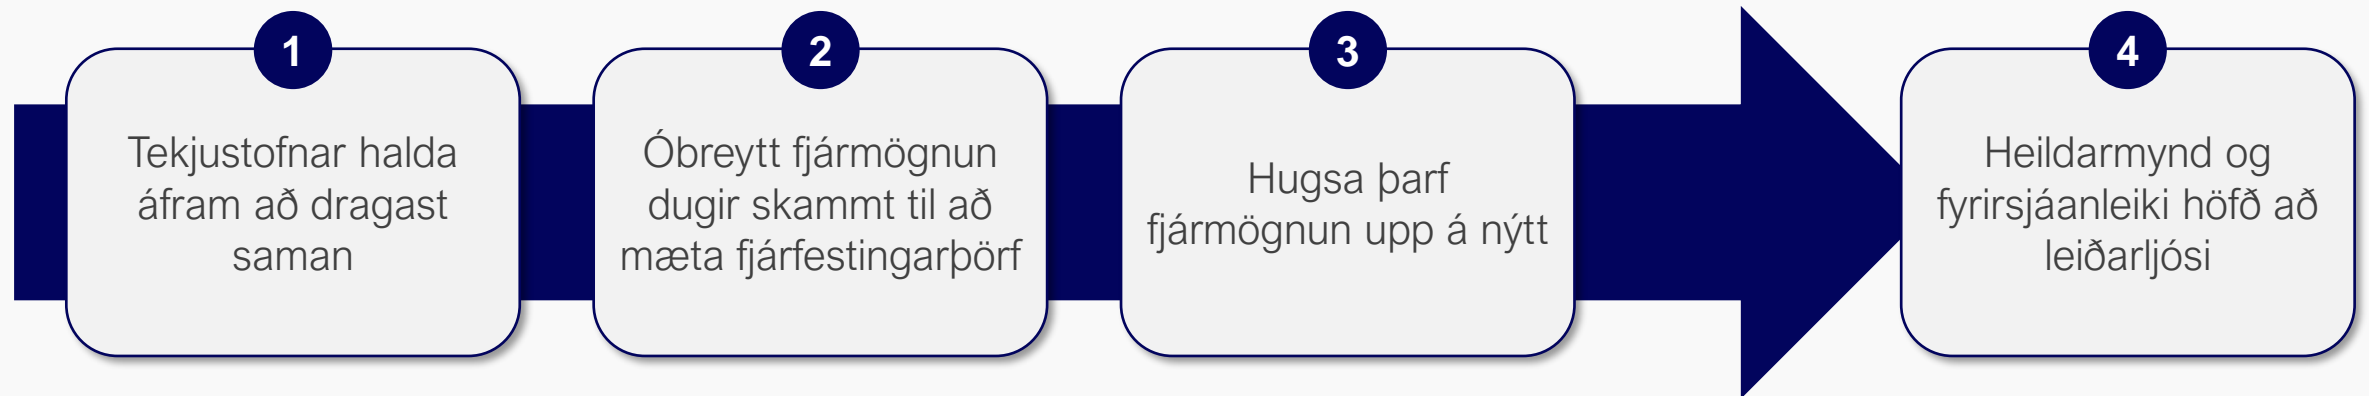 1
Tekjustofnar halda
áfram að dragast
saman
2
Óbreytt fjármögnun
dugir skammt til að
mæta fjárfestingarþörf
3
Hugsa þarf
fjármögnun upp á nýtt
4
Heildarmynd og
fyrirsjáanleiki höfð að
leiðarljósi